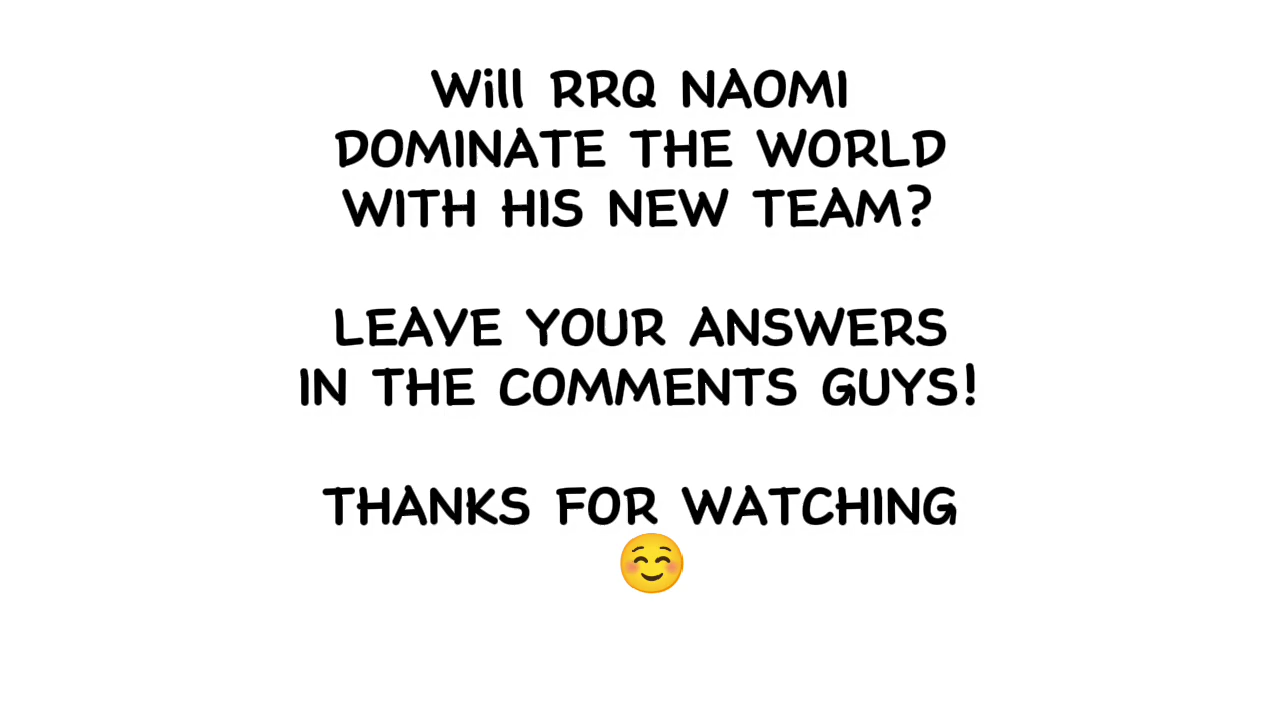 Will RRQ NAOMI
DOMINATE THE WORLD
WITH HIS NEW TEAM?
LEAVE YOUR ANSWERS
IN THE COMMENTS GUYS!
THANKS FOR WATCHING
☺️